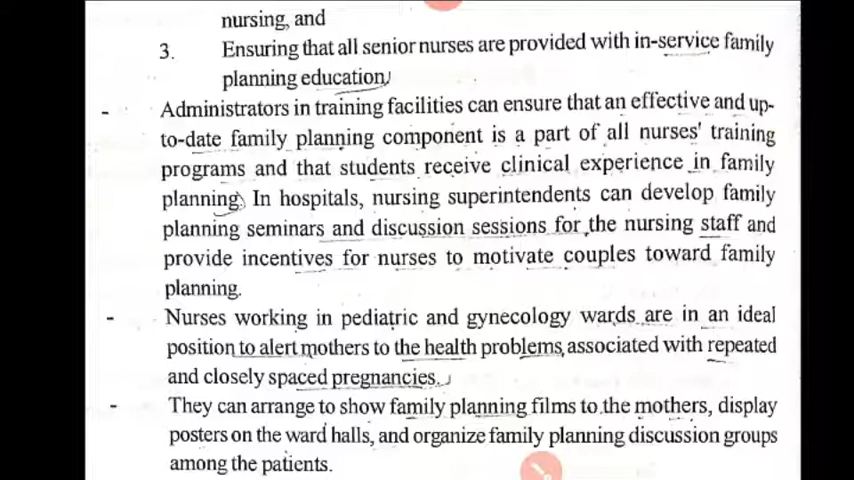 nursing, and
3. Ensuring that all senior nurses are provided with in-service family
planning education.
- Administrators in training facilities can ensure that an effective and up-
to-date family planning component is a part of all nurses' training
programs and that students receive clinical experience in family
planning. In hospitals, nursing superintendents can develop family
planning seminars and discussion sessions for the nursing staff and
provide incentives for nurses to motivate couples toward family
planning.
- Nurses working in pediatric and gynecology wards are in an ideal
position to alert mothers to the health problems associated with repeated
and closely spaced pregnancies.
- They can arrange to show family planning films to the mothers, display
posters on the ward halls, and organize family planning discussion groups
among the patients.